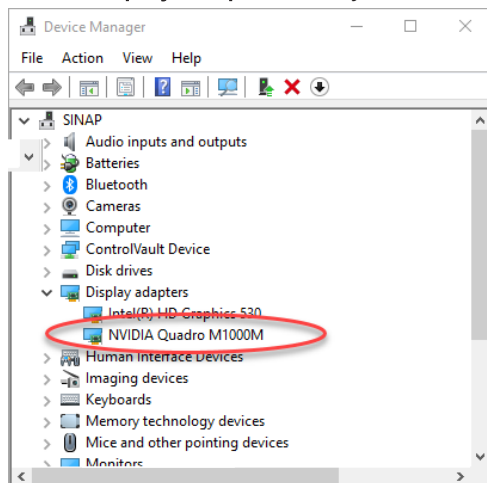 Device Manager
File Action View Help
SINAP
Audio inputs and outputs
Batteries
Bluetooth
Cameras
Computer
ControlVault Device
Disk drives
Display adapters
Intel(R) HD Graphics 530
NVIDIA Quadro M1000M
Human Interface Devices
Imaging devices
Keyboards
Memory technology devices
Mice and other pointing devices
Monitors